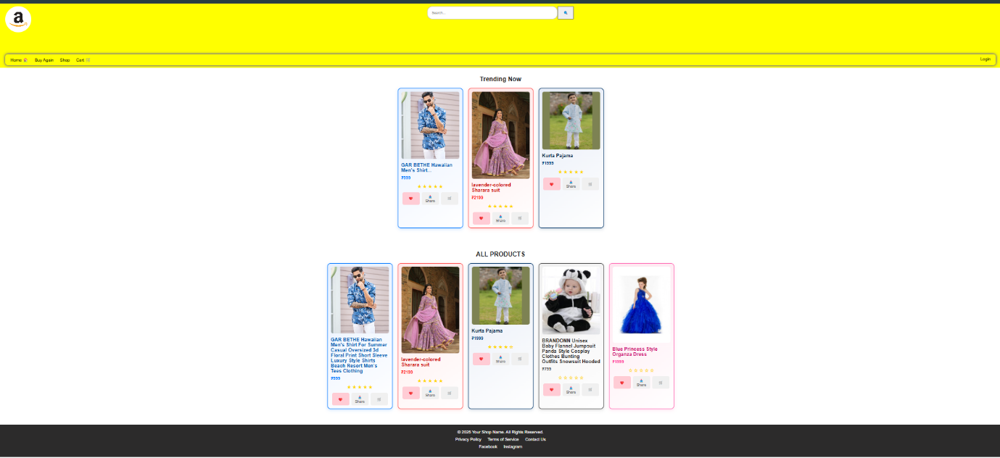 a
Search...
Home
Buy Again
Shop
Cart
Login
Trending Now
GAR BETHE Hawaiian
Men's Shirt...
₹999
lavender-colored
Sharara suit
₹2199
Kurta Pajama
₹1999
Share
Share
Share
ALL PRODUCTS
GAR BETHE Hawaiian
Men's Shirt For Summer
Casual Oversized 3d
Floral Print Short Sleeve
Luxury Style Shirts
Beach Resort Men's
Tees Clothing
₹999
Share
lavender-colored
Sharara suit
₹2199
Share
Kurta Pajama
₹1999
Share
BRANDONN Unisex
Baby Flannel Jumpsuit
Panda Style Cosplay
Clothes Bunting
Outfits Snowsuit Hooded
₹799
Share
Blue Princess Style
Organza Dress
₹1999
Share
© 2025 Your Shop Name. All Rights Reserved.
Privacy Policy Terms of Service Contact Us
Facebook Instagram